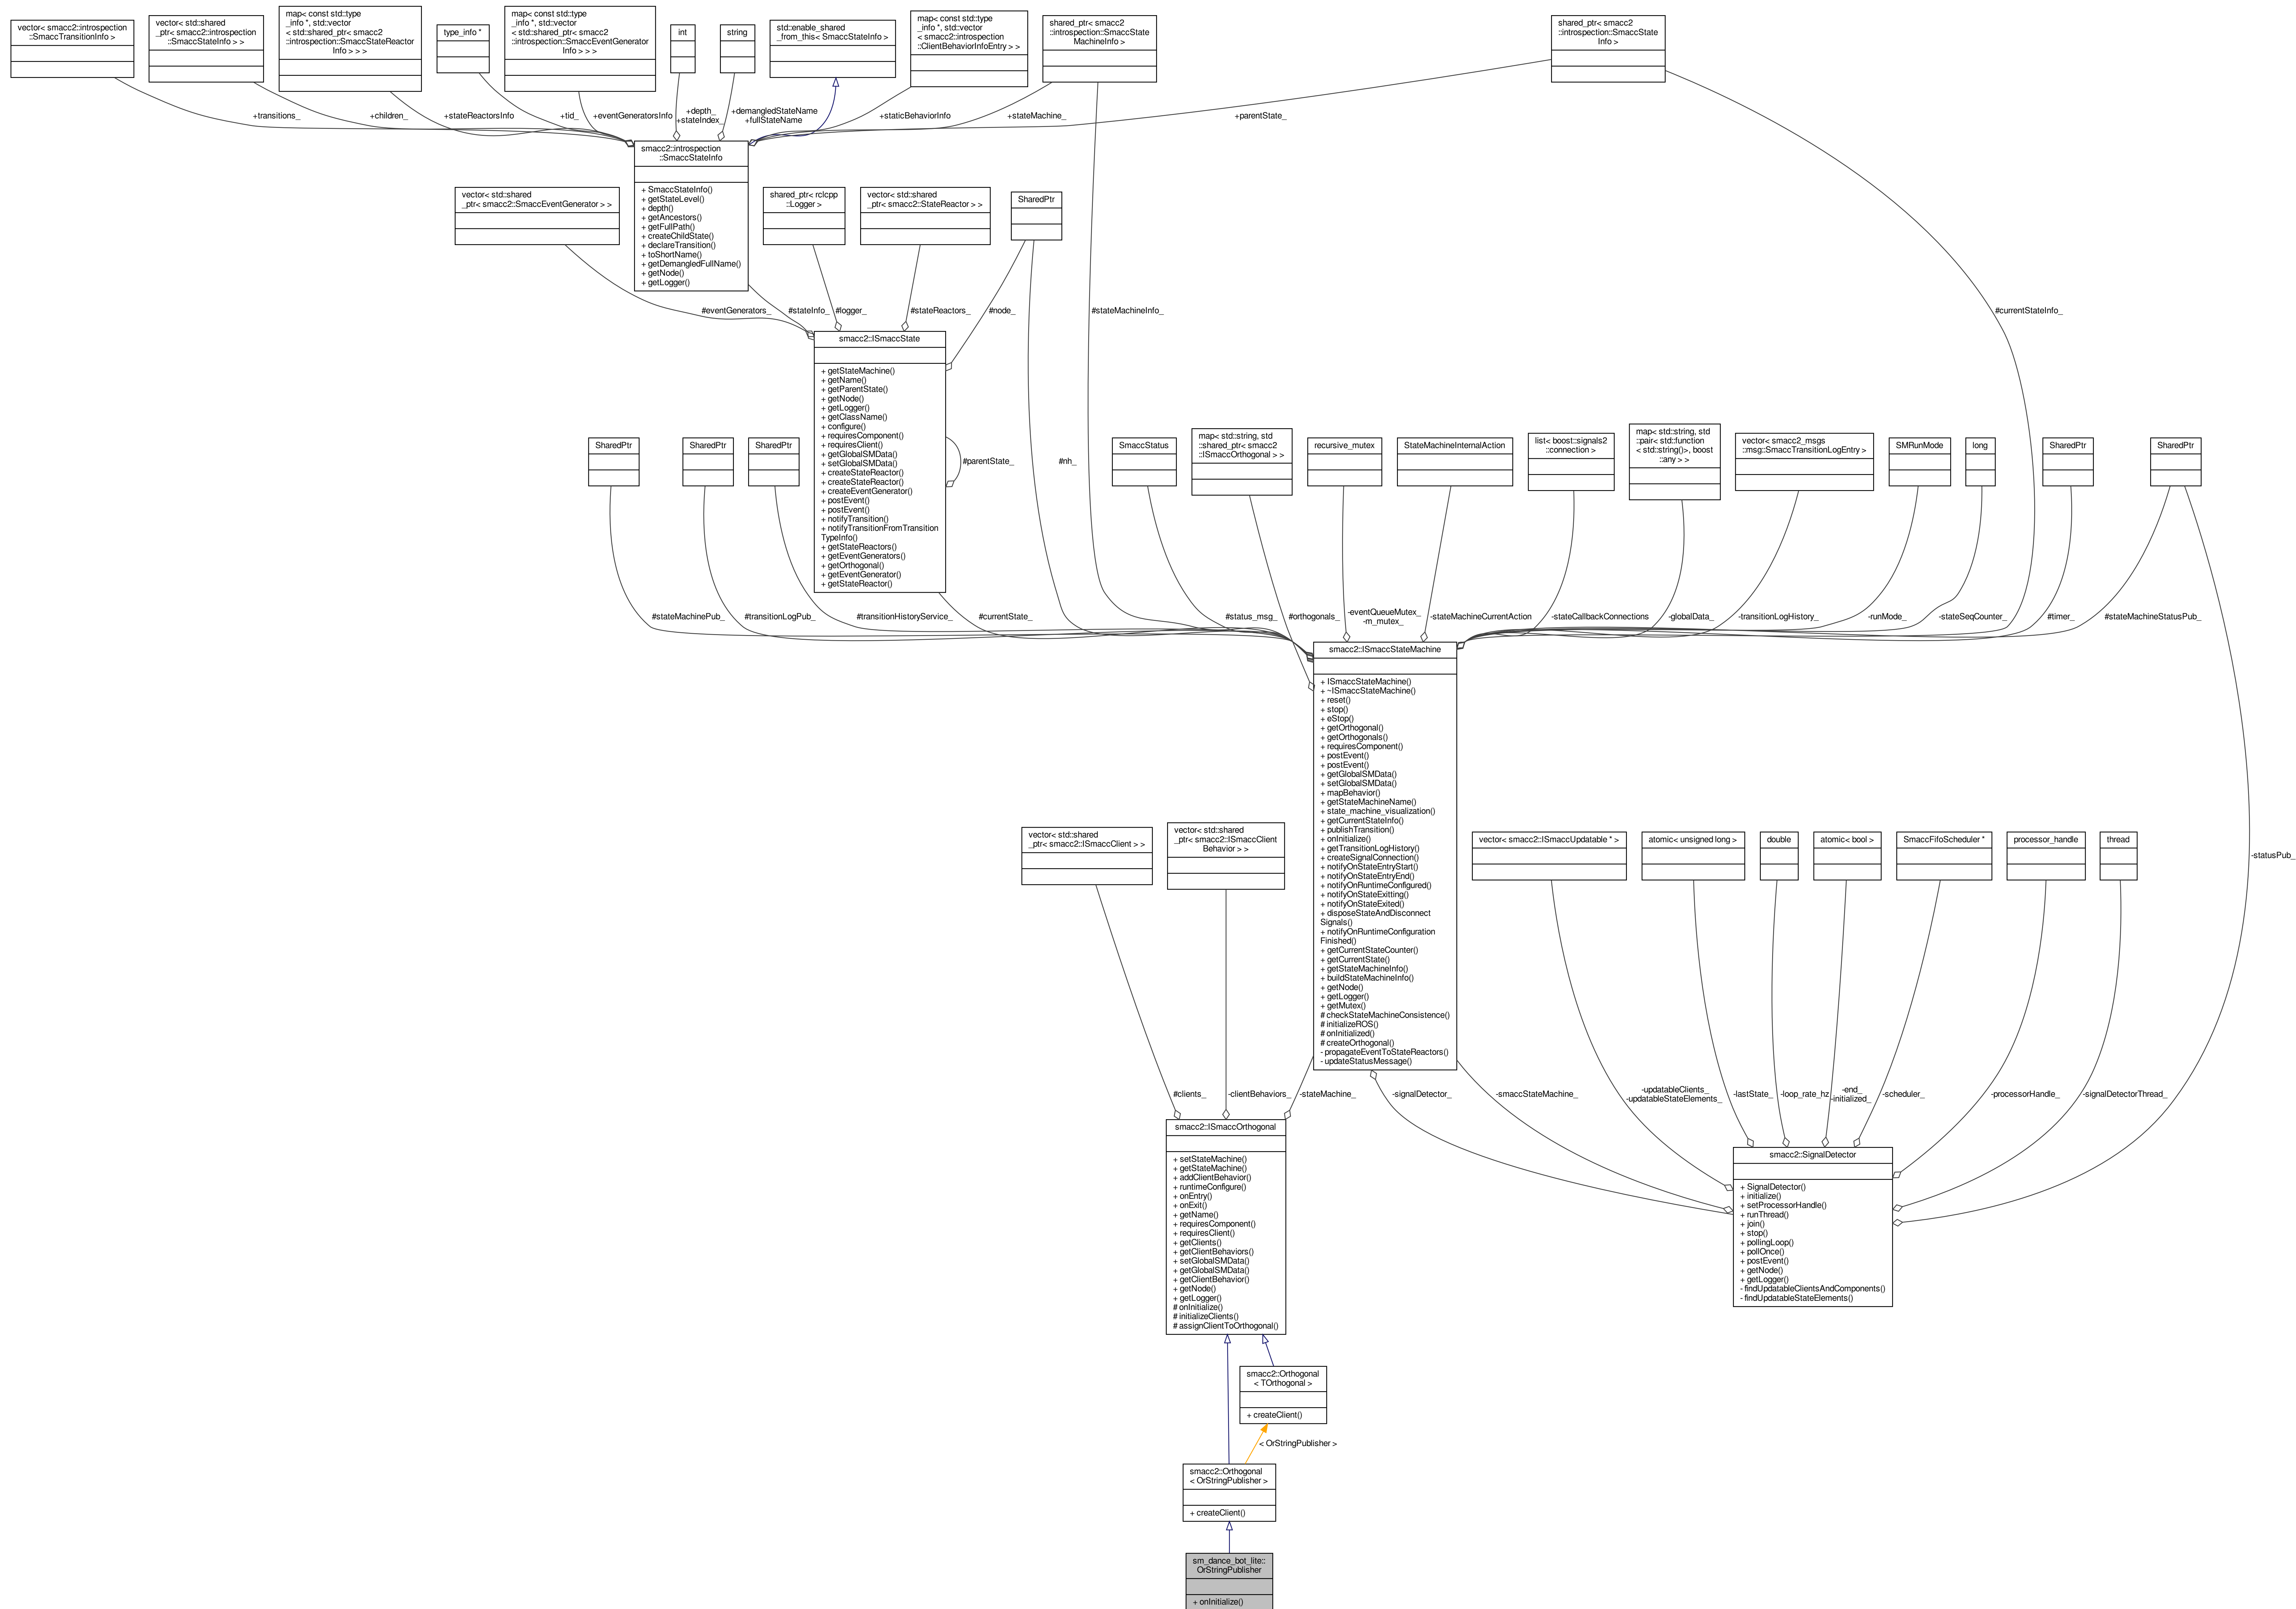 vector< smacc2::introspection
::SmaccTransitionInfo >
vector< std::shared
_ptr< smacc2::introspection
::SmaccStateInfo > >
map< const std::type
_info *, std::vector
< std::shared_ptr< smacc2
::introspection::SmaccStateReactor
Info > > >
type_info *
map< const std::type
_info *, std::vector
< std::shared_ptr< smacc2
::introspection::SmaccEventGenerator
Info > > >
int
string
std::enable_shared
_from_this< SmaccStateInfo >
map< const std::type
_info *, std::vector
< smacc2::introspection
::ClientBehaviorInfoEntry > >
shared_ptr< smacc2
::introspection::SmaccState
MachineInfo >
shared_ptr< smacc2
::introspection::SmaccState
Info >
+transitions_
+children_
+stateReactorsInfo
+tid_
+eventGeneratorsInfo
+depth_
+stateIndex_
+demangledStateName
+fullStateName
+staticBehaviorInfo
+stateMachine_
+parentState_
smacc2::introspection
::SmaccStateInfo
+ SmaccStateInfo()
+ getStateLevel()
+ depth()
+ getAncestors()
+ getFullPath()
+ createChildState()
+ declareTransition()
+ toShortName()
+ getDemangledFullName()
+ getNode()
+ getLogger()
vector< std::shared
_ptr< smacc2::SmaccEventGenerator > >
shared_ptr< rclcpp
::Logger >
vector< std::shared
_ptr< smacc2::StateReactor > >
SharedPtr
#eventGenerators_
#stateInfo_
#logger_
#stateReactors_
#node_
#stateMachineInfo_
#currentStateInfo_
smacc2::ISmaccState
+ getStateMachine()
+ getName()
+ getParentState()
+ getNode()
+ getLogger()
+ getClassName()
+ configure()
+ requiresComponent()
+ requiresClient()
+ getGlobalSMData()
+ setGlobalSMData()
+ createStateReactor()
+ createStateReactor()
+ createEventGenerator()
+ postEvent()
+ postEvent()
+ notifyTransition()
+ notifyTransitionFromTransition
TypeInfo()
+ getStateReactors()
+ getEventGenerators()
+ getOrthogonal()
+ getEventGenerator()
+ getStateReactor()
#parentState_
#nh_
SharedPtr
SharedPtr
SharedPtr
SmaccStatus
map< std::string, std
::shared_ptr< smacc2
::ISmaccOrthogonal > >
recursive_mutex
StateMachineInternalAction
list< boost::signals2
::connection >
map< std::string, std
::pair< std::function
< std::string()>, boost
::any > >
vector< smacc2_msgs
::msg::SmaccTransitionLogEntry >
SMRunMode
long
SharedPtr
SharedPtr
#stateMachinePub_
#transitionLogPub_
#transitionHistoryService_
#currentState_
#status_msg_
#orthogonals_
-eventQueueMutex_
-m_mutex_
-stateMachineCurrentAction
-stateCallbackConnections
-globalData_
-transitionLogHistory_
-runMode_
-stateSeqCounter_
#timer_
#stateMachineStatusPub_
smacc2::ISmaccStateMachine
+ ISmaccStateMachine()
+ ~ISmaccStateMachine()
+ reset()
+ stop()
+ eStop()
+ getOrthogonal()
+ getOrthogonals()
+ requiresComponent()
+ postEvent()
+ postEvent()
+ getGlobalSMData()
+ setGlobalSMData()
+ mapBehavior()
+ getStateMachineName()
+ state_machine_visualization()
+ getCurrentStateInfo()
+ publishTransition()
+ onInitialize()
+ getTransitionLogHistory()
+ createSignalConnection()
+ notifyOnStateEntryStart()
+ notifyOnStateEntryEnd()
+ notifyOnRuntimeConfigured()
+ notifyOnStateExitting()
+ notifyOnStateExited()
+ disposeStateAndDisconnect
Signals()
+ notifyOnRuntimeConfiguration
Finished()
+ getCurrentStateCounter()
+ getCurrentState()
+ getStateMachineInfo()
+ buildStateMachineInfo()
+ getNode()
+ getLogger()
+ getMutex()
# checkStateMachineConsistence()
# initializeROS()
# onInitialized()
# createOrthogonal()
- propagateEventToStateReactors()
- updateStatusMessage()
vector< std::shared
_ptr< smacc2::ISmaccClient > >
vector< std::shared
_ptr< smacc2::ISmaccClient
Behavior > >
vector< smacc2::ISmaccUpdatable * >
atomic< unsigned long >
double
atomic< bool >
SmaccFifoScheduler *
processor_handle
thread
-statusPub_
#clients_
-clientBehaviors_
-stateMachine_
-signalDetector_
-smaccStateMachine_
-updatableClients_
-updatableStateElements_
-lastState_
-loop_rate_hz
-end_
-initialized_
-scheduler_
-processorHandle_
-signalDetectorThread_
smacc2::ISmaccOrthogonal
+ setStateMachine()
+ getStateMachine()
+ addClientBehavior()
+ runtimeConfigure()
+ onEntry()
+ onExit()
+ getName()
+ requiresComponent()
+ requiresClient()
+ getClients()
+ getClientBehaviors()
+ setGlobalSMData()
+ getGlobalSMData()
+ getClientBehavior()
+ getNode()
+ getLogger()
# onInitialize()
# initializeClients()
# assignClientToOrthogonal()
smacc2::SignalDetector
+ SignalDetector()
+ initialize()
+ setProcessorHandle()
+ runThread()
+ join()
+ stop()
+ pollingLoop()
+ pollOnce()
+ postEvent()
+ getNode()
+ getLogger()
- findUpdatableClientsAndComponents()
- findUpdatableStateElements()
smacc2::Orthogonal
< TOrthogonal >
+ createClient()
< OrStringPublisher >
smacc2::Orthogonal
< OrStringPublisher >
+ createClient()
sm_dance_bot_lite::
OrStringPublisher
+ onInitialize()